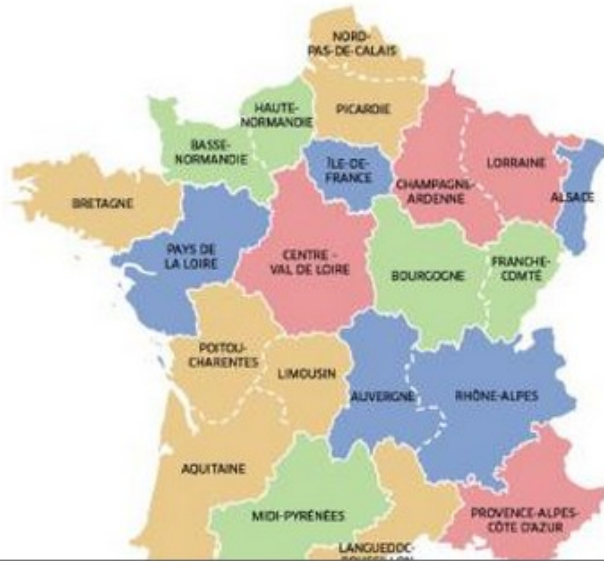 NORD-
PAS-DE-CALAIS
HAUTE-
NORMANDIE
PICARDIE
BASSE-
NORMANDIE
ÎLE-DE-
FRANCE
CHAMPAGNE-
ARDENNE
LORRAINE
ALSACE
BRETAGNE
PAYS DE
LA LOIRE
CENTRE -
VAL DE LOIRE
BOURGOGNE
FRANCHE-
COMTÉ
POITOU-
CHARENTES
LIMOUSIN
AUVERGNE
RHÔNE-ALPES
AQUITAINE
MIDI-PYRÉNÉES
PROVENCE-ALPES-
CÔTE D'AZUR
LANGUEDOC-